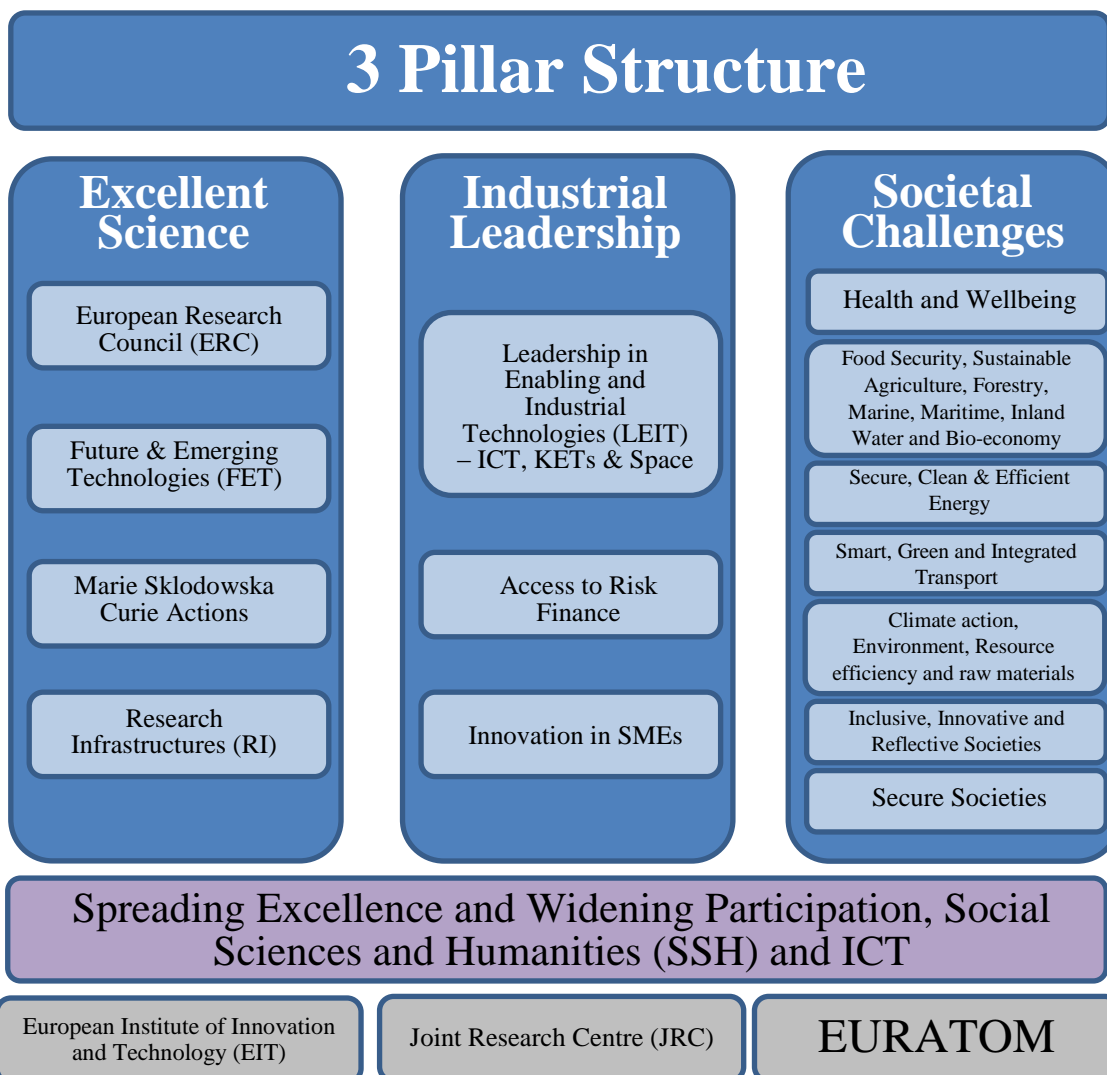 3 Pillar Structure
Excellent
Science
European Research
Council (ERC)
Future & Emerging
Technologies (FET)
Marie Sklodowska
Curie Actions
Research
Infrastructures (RI)
Industrial
Leadership
Leadership in
Enabling and
Industrial
Technologies (LEIT)
– ICT, KETs & Space
Access to Risk
Finance
Innovation in SMEs
Societal
Challenges
Health and Wellbeing
Food Security, Sustainable
Agriculture, Forestry,
Marine, Maritime, Inland
Water and Bio-economy
Secure, Clean & Efficient
Energy
Smart, Green and Integrated
Transport
Climate action,
Environment, Resource
efficiency and raw materials
Inclusive, Innovative and
Reflective Societies
Secure Societies
Spreading Excellence and Widening Participation, Social
Sciences and Humanities (SSH) and ICT
European Institute of Innovation
and Technology (EIT)
Joint Research Centre (JRC)
EURATOM